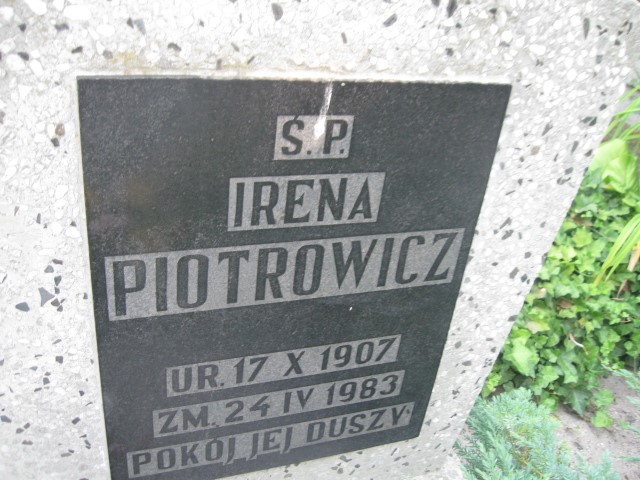 Ś.P.
IRENA
PIOTROWICZ
UR. 17 X 1907
ZM. 24 IV 1983
POKÓJ JEJ DUSZY